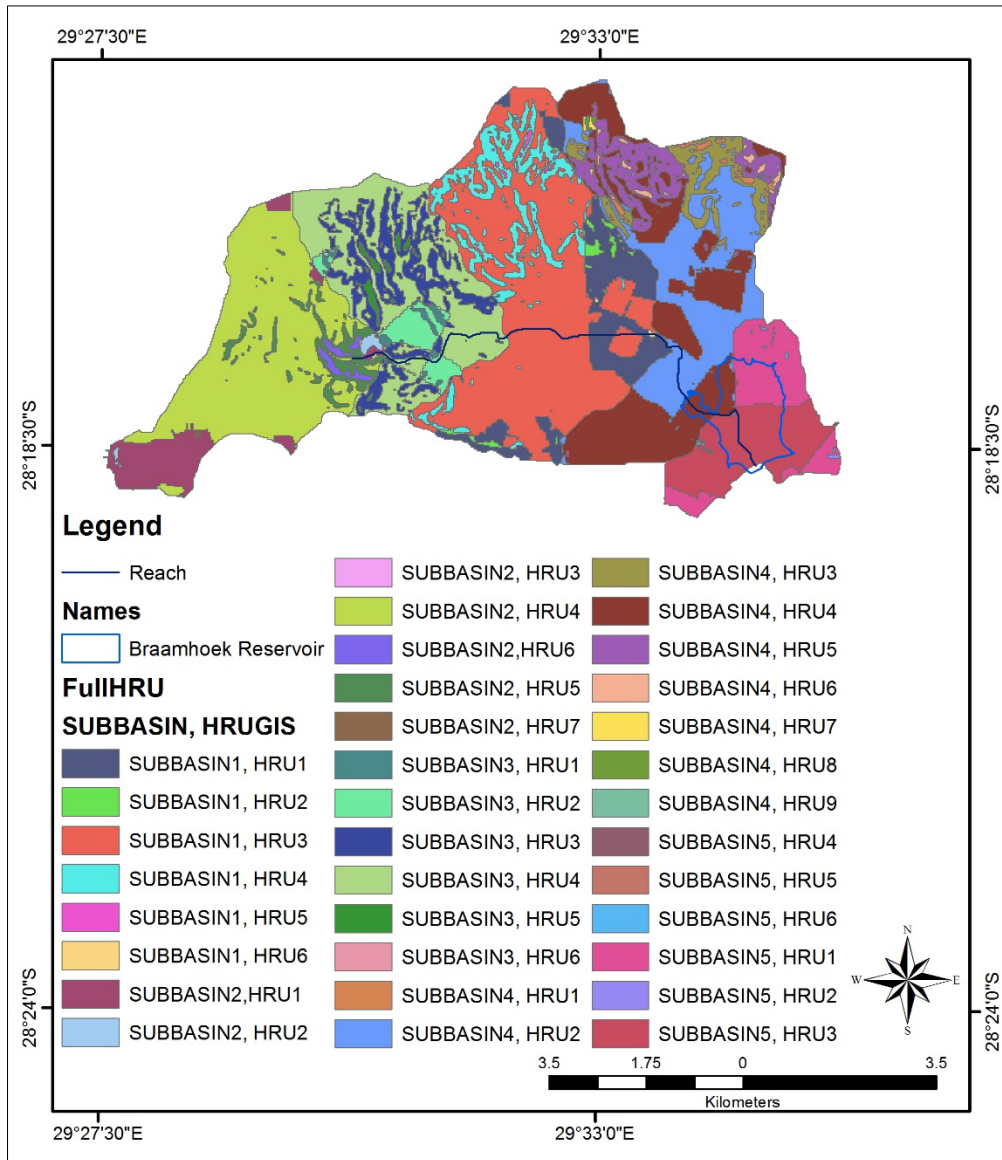 29°27'30"E 29°33'0"E
28°18'30"S 28°18'30"S
Legend
Reach
Names
Braamhoek Reservoir
FullHRU
SUBBASIN, HRUGIS
SUBBASIN1, HRU1
SUBBASIN1, HRU2
SUBBASIN1, HRU3
SUBBASIN1, HRU4
SUBBASIN1, HRU5
SUBBASIN1, HRU6
SUBBASIN2,HRU1
SUBBASIN2, HRU2
SUBBASIN2, HRU3
SUBBASIN2, HRU4
SUBBASIN2,HRU6
SUBBASIN2, HRU5
SUBBASIN2, HRU7
SUBBASIN3, HRU1
SUBBASIN3, HRU2
SUBBASIN3, HRU3
SUBBASIN3, HRU4
SUBBASIN3, HRU5
SUBBASIN3, HRU6
SUBBASIN4, HRU1
SUBBASIN4, HRU2
SUBBASIN4, HRU3
SUBBASIN4, HRU4
SUBBASIN4, HRU5
SUBBASIN4, HRU6
SUBBASIN4, HRU7
SUBBASIN4, HRU8
SUBBASIN4, HRU9
SUBBASIN5, HRU4
SUBBASIN5, HRU5
SUBBASIN5, HRU6
SUBBASIN5, HRU1
SUBBASIN5, HRU2
SUBBASIN5, HRU3
N
W E
S
28°24'0"S 28°24'0"S
3.5 1.75 0 3.5
Kilometers
29°27'30"E 29°33'0"E